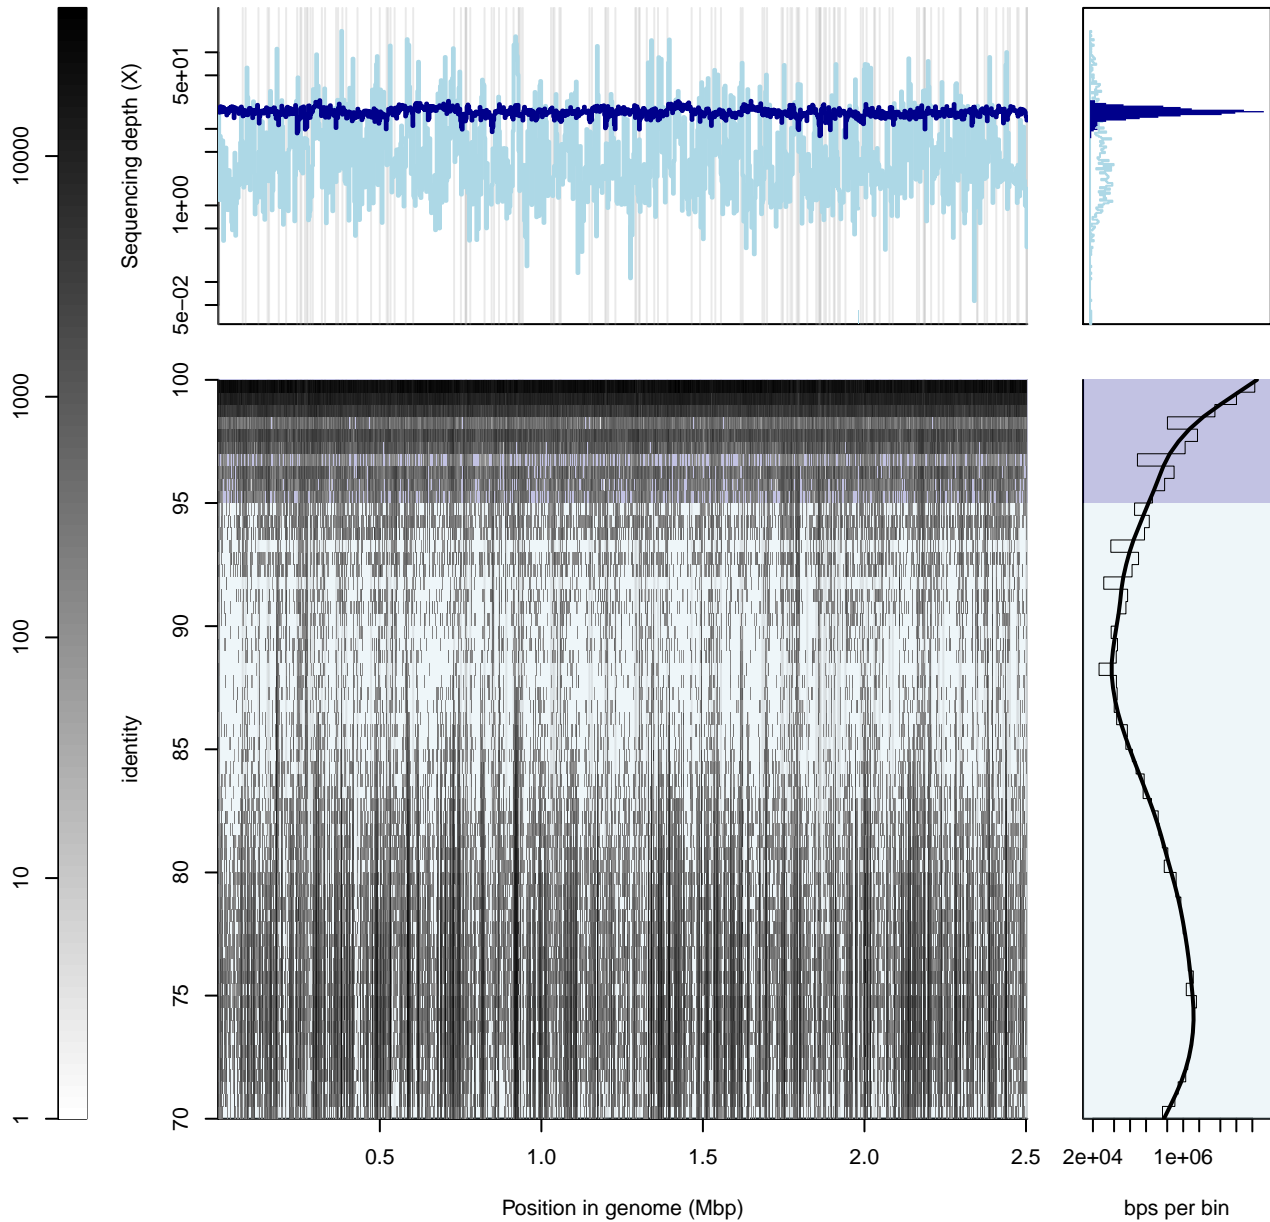 10000
1000
100
10
1
Sequencing depth (X)
5e+01
1e+00
5e−02
identity
100
95
90
85
80
75
70
0.5
1.0
1.5
2.0
2.5
Position in genome (Mbp)
2e+04
1e+06
bps per bin